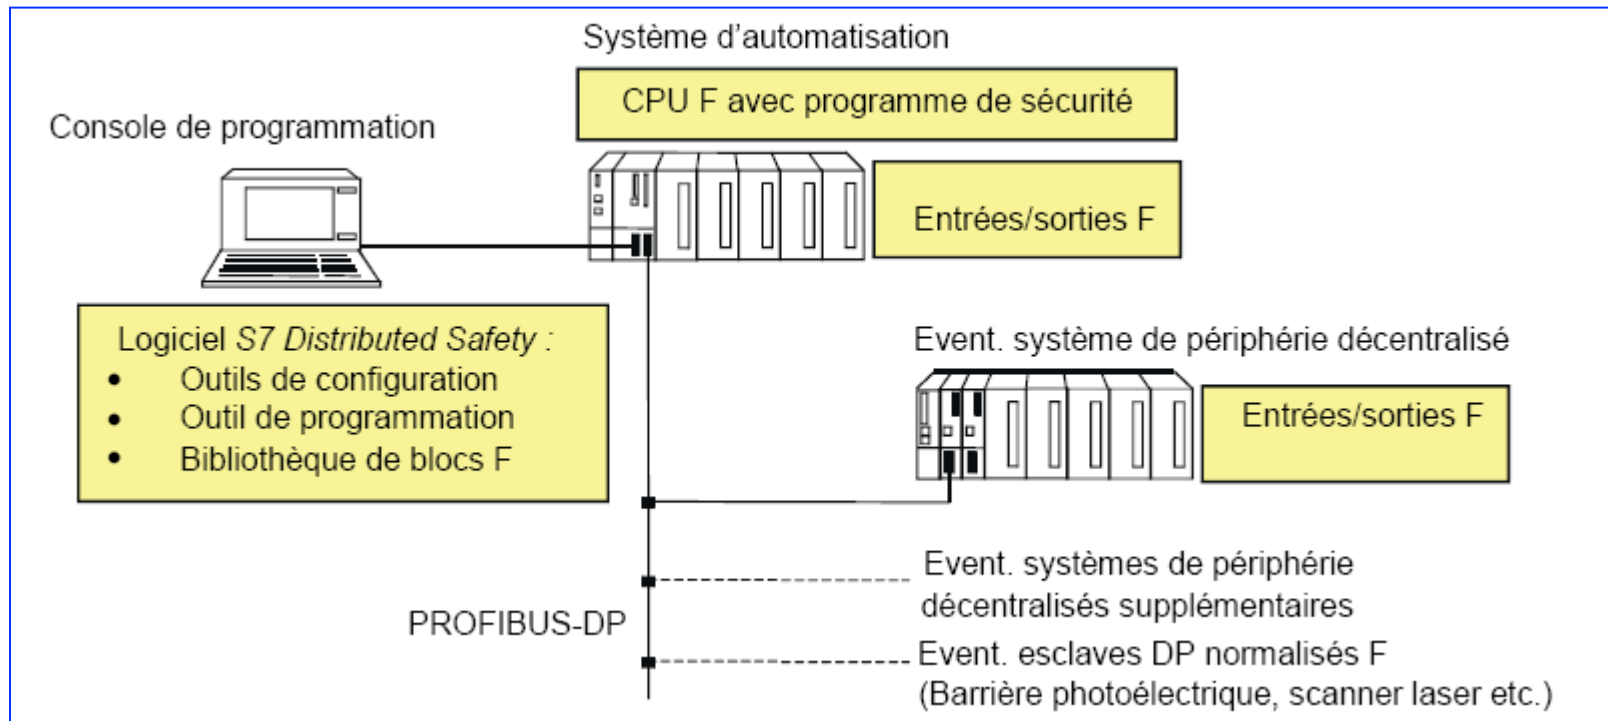 Système d'automatisation
CPU F avec programme de sécurité
Console de programmation
Entrées/sorties F
Logiciel S7 Distributed Safety :
• Outils de configuration
• Outil de programmation
• Bibliothèque de blocs F
Event. système de périphérie décentralisé
Entrées/sorties F
Event. systèmes de périphérie
décentralisés supplémentaires
PROFIBUS-DP
Event. esclaves DP normalisés F
(Barrière photoélectrique, scanner laser etc.)